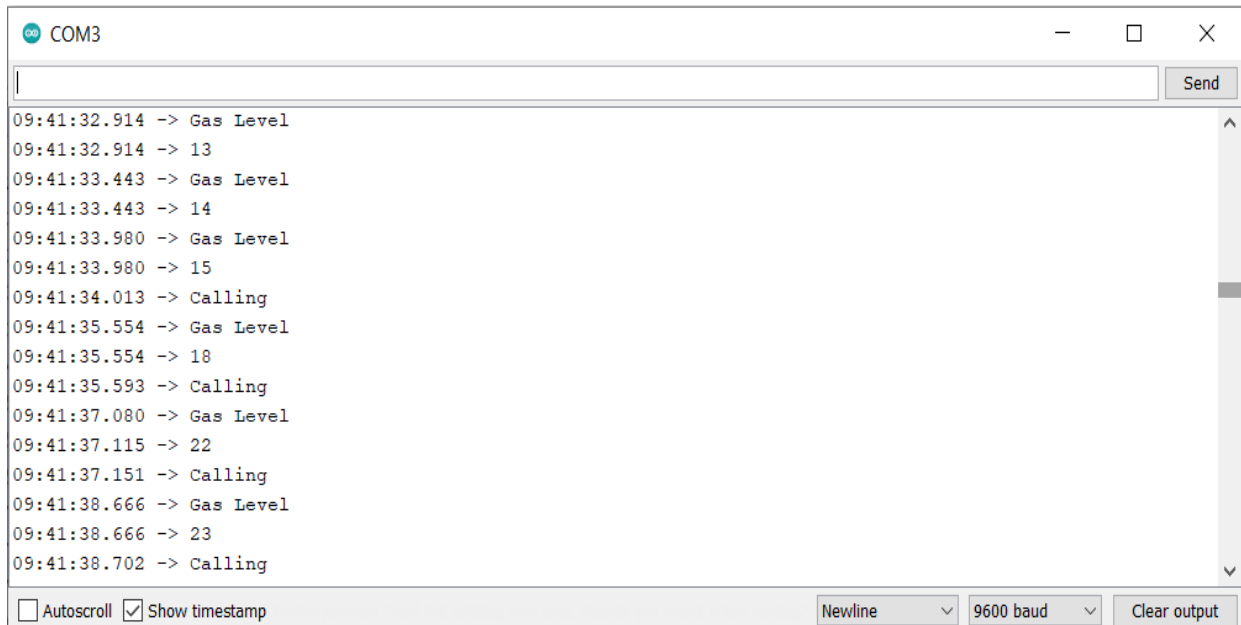 COM3
Send
09:41:32.914 -> Gas Level
09:41:32.914 -> 13
09:41:33.443 -> Gas Level
09:41:33.443 -> 14
09:41:33.980 -> Gas Level
09:41:33.980 -> 15
09:41:34.013 -> Calling
09:41:35.554 -> Gas Level
09:41:35.554 -> 18
09:41:35.593 -> Calling
09:41:37.080 -> Gas Level
09:41:37.115 -> 22
09:41:37.151 -> Calling
09:41:38.666 -> Gas Level
09:41:38.666 -> 23
09:41:38.702 -> Calling
Autoscroll Show timestamp Newline 9600 baud Clear output